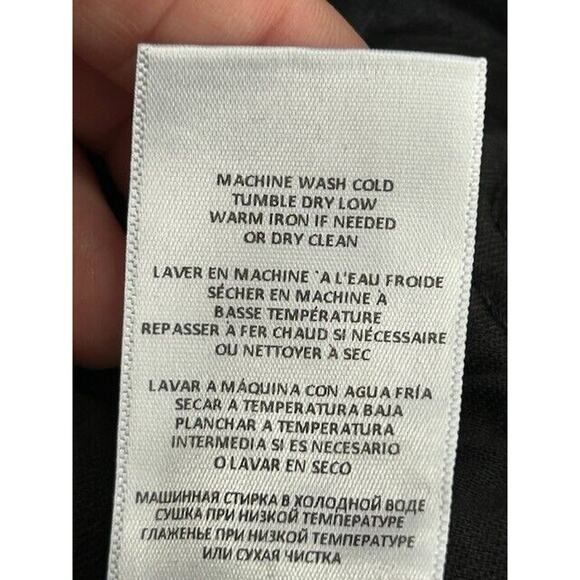 MACHINE WASH COLD
TUMBLE DRY LOW
WARM IRON IF NEEDED
OR DRY CLEAN
LAVER EN MACHINE `A L'EAU FROIDE
SÉCHER EN MACHINE À
BASSE TEMPÉRATURE
REPASSER À FER CHAUD SI NÉCESSAIRE
OU NETTOYER À SEC
LAVAR A MÁQUINA CON AGUA FRÍA
SECAR A TEMPERATURA BAJA
PLANCHAR A TEMPERATURA
INTERMEDIA SI ES NECESARIO
O LAVAR EN SECO
МАШИННАЯ СТИРКА В ХОЛОДНОЙ ВОДЕ
СУШКА ПРИ НИЗКОЙ ТЕМПЕРАТУРЕ
ГЛАЖЕНЬЕ ПРИ НИЗКОЙ ТЕМПЕРАТУРЕ
ИЛИ СУХАЯ ЧИСТКА